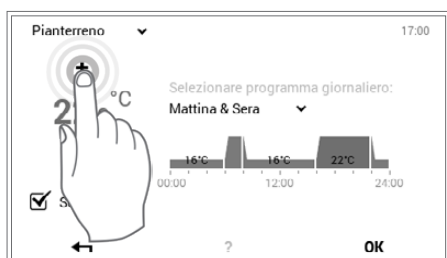 Pianterreno
17:00
+
°C
Selezionare programma giornaliero:
Mattina & Sera
16°C 16°C 22°C
00:00 12:00 24:00
? OK